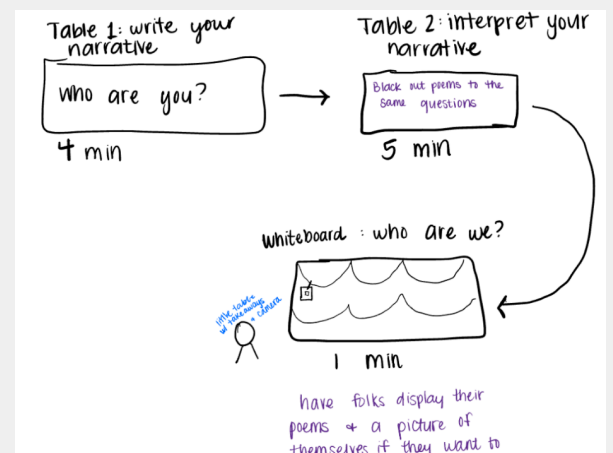 Table 1: write your
narrative
who are you?
4 min
Table 2: interpret your
narrative
Black out poems to the
same questions
5 min
whiteboard : who are we?
little table
w/ takeaways
+ camera
1 min
have folks display their
poems + a picture of
themselves if they want to